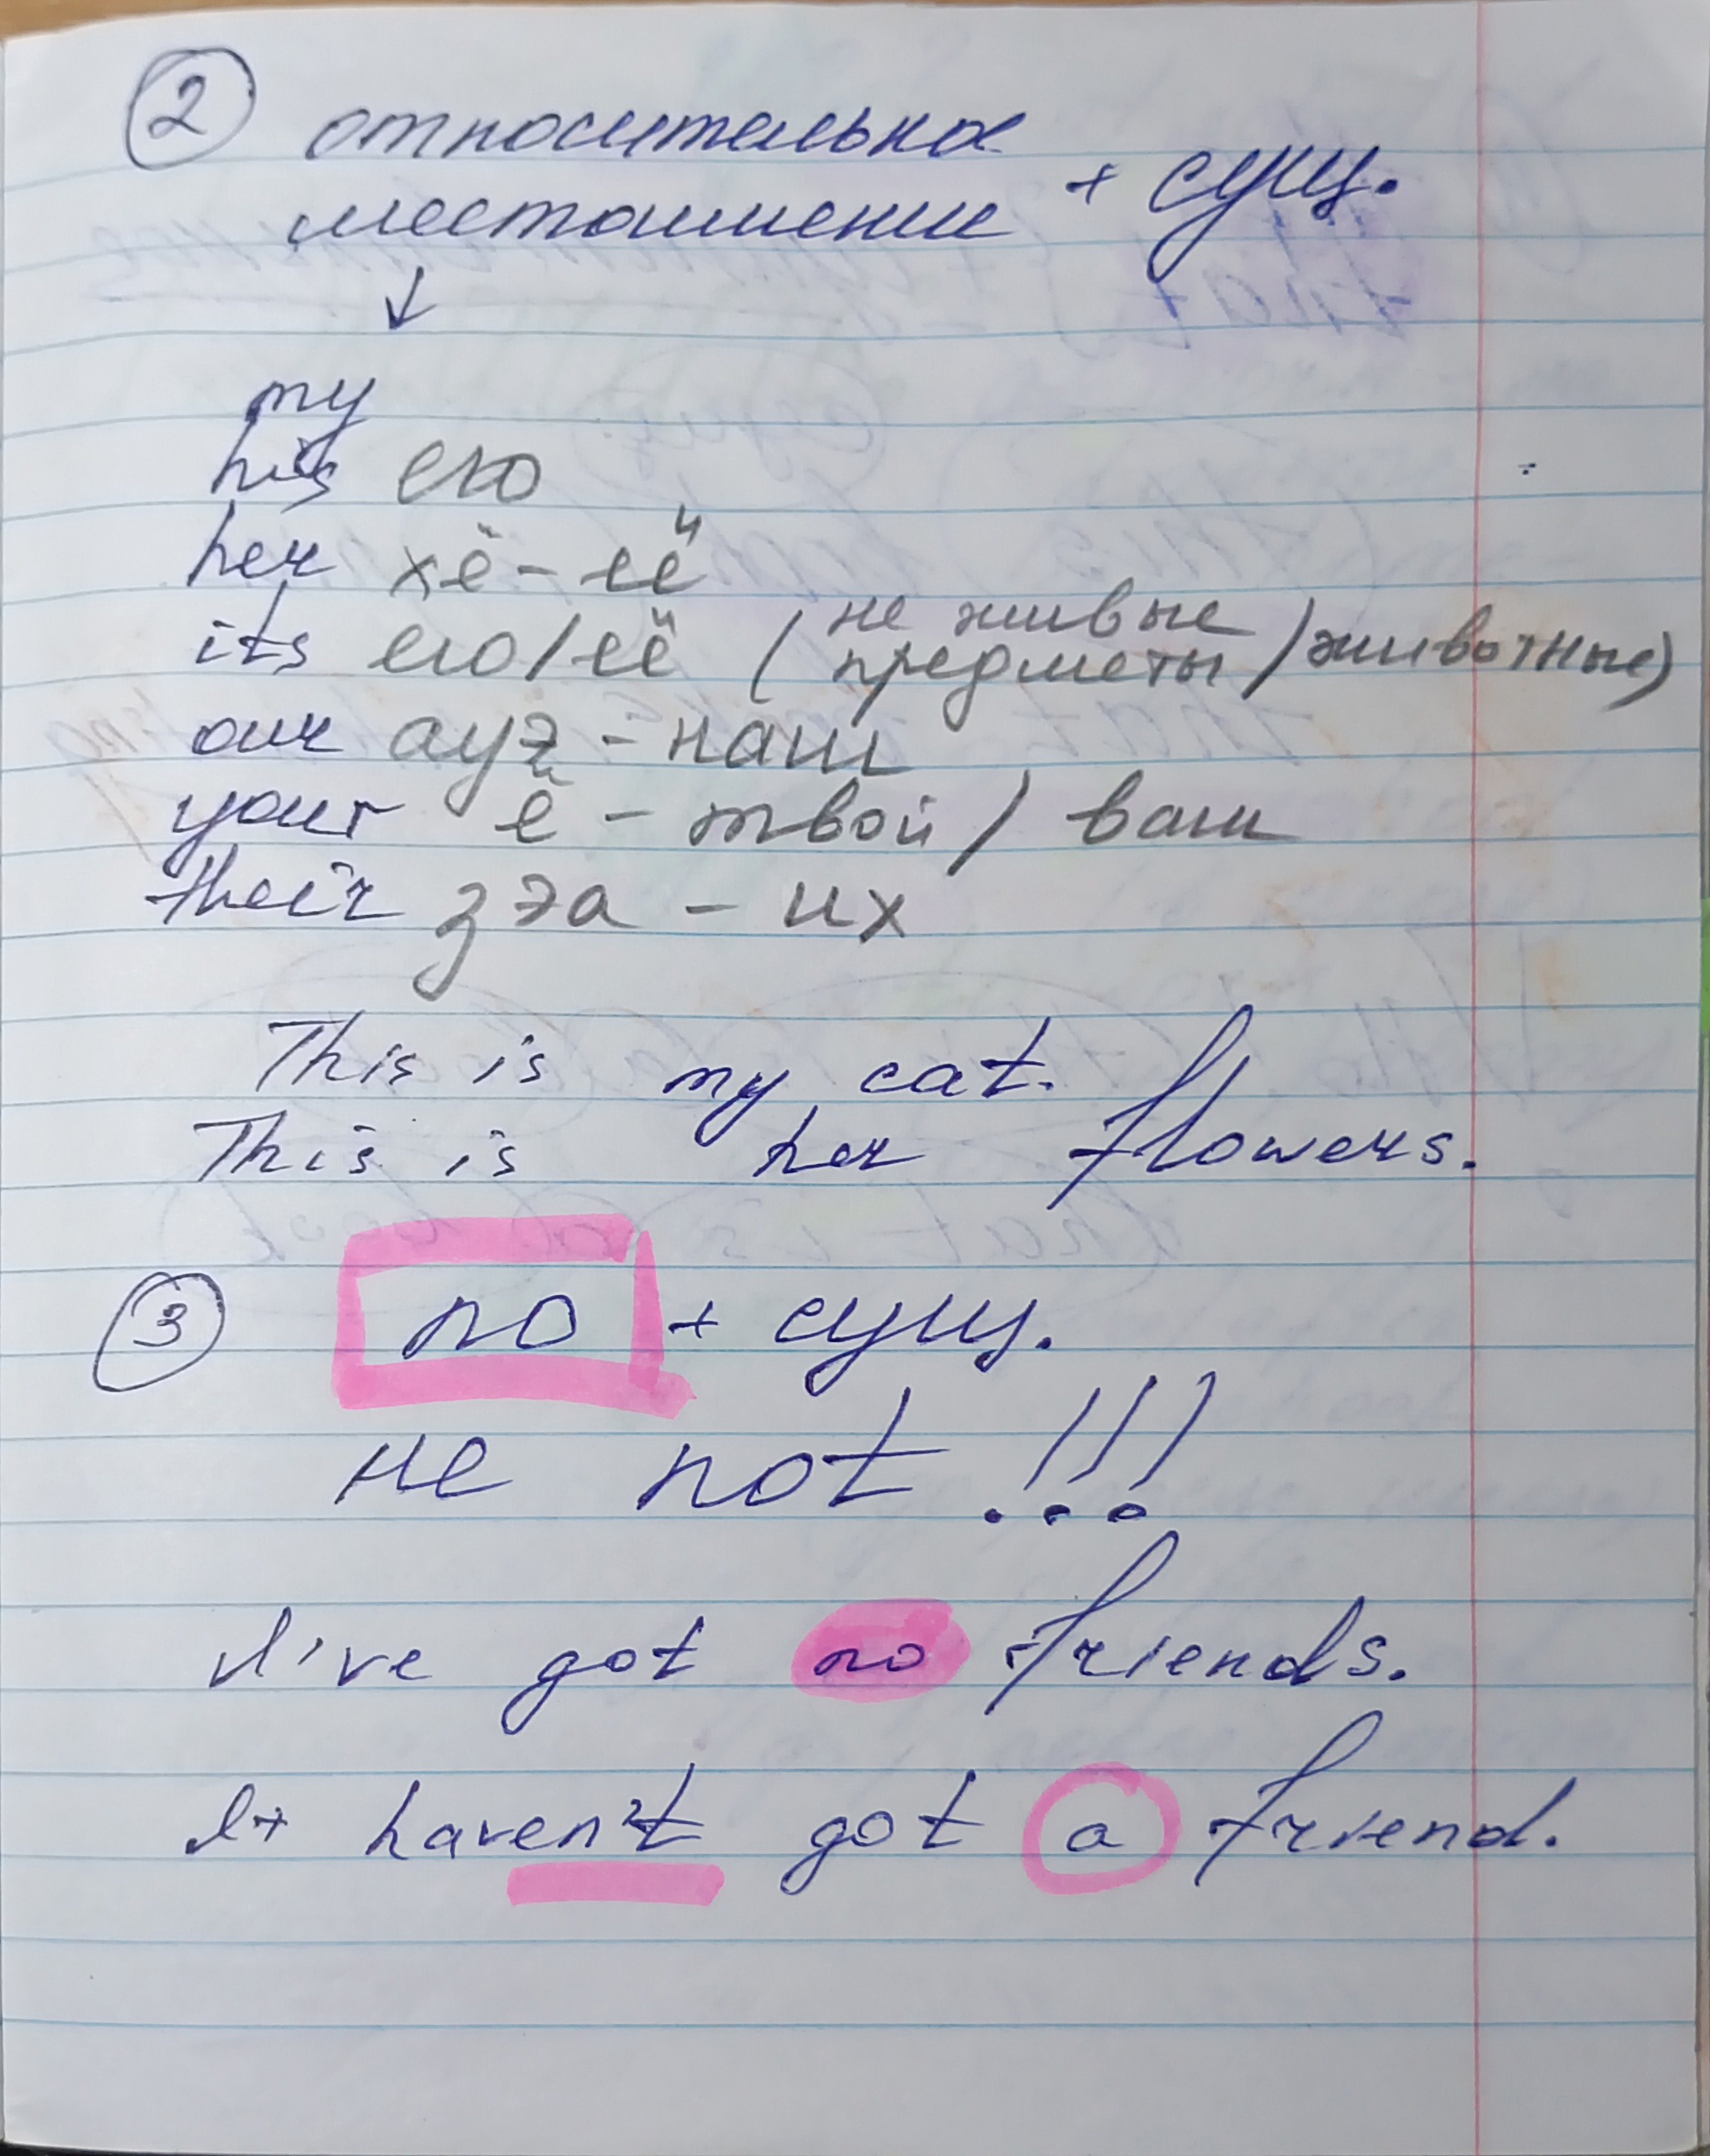 2 относительное
местоимение + сущ.
↓
my
his его
her хё - её
its его/её (не живые предметы / животные)
our ауэ - наш
your ё - твой / ваш
their зэа - их
This is my cat.
This is her flowers.
3 no + сущ.
не not !!!
I've got no friends.
I haven't got a friend.